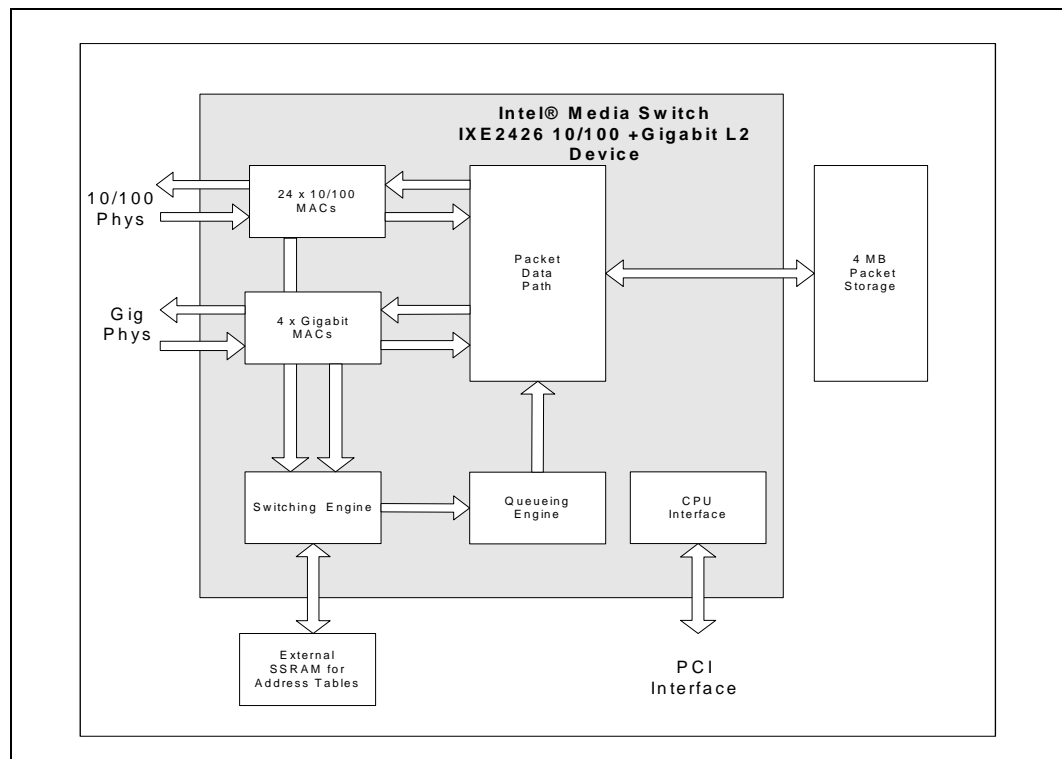 Intel® Media Switch
IXE2426 10/100 +Gigabit L2
Device
10/100
Phys
24 x 10/100
MACs
Packet
Data
Path
4 MB
Packet
Storage
Gig
Phys
4 x Gigabit
MACs
Switching Engine
Queueing
Engine
CPU
Interface
External
SSRAM for
Address Tables
PCI
Interface